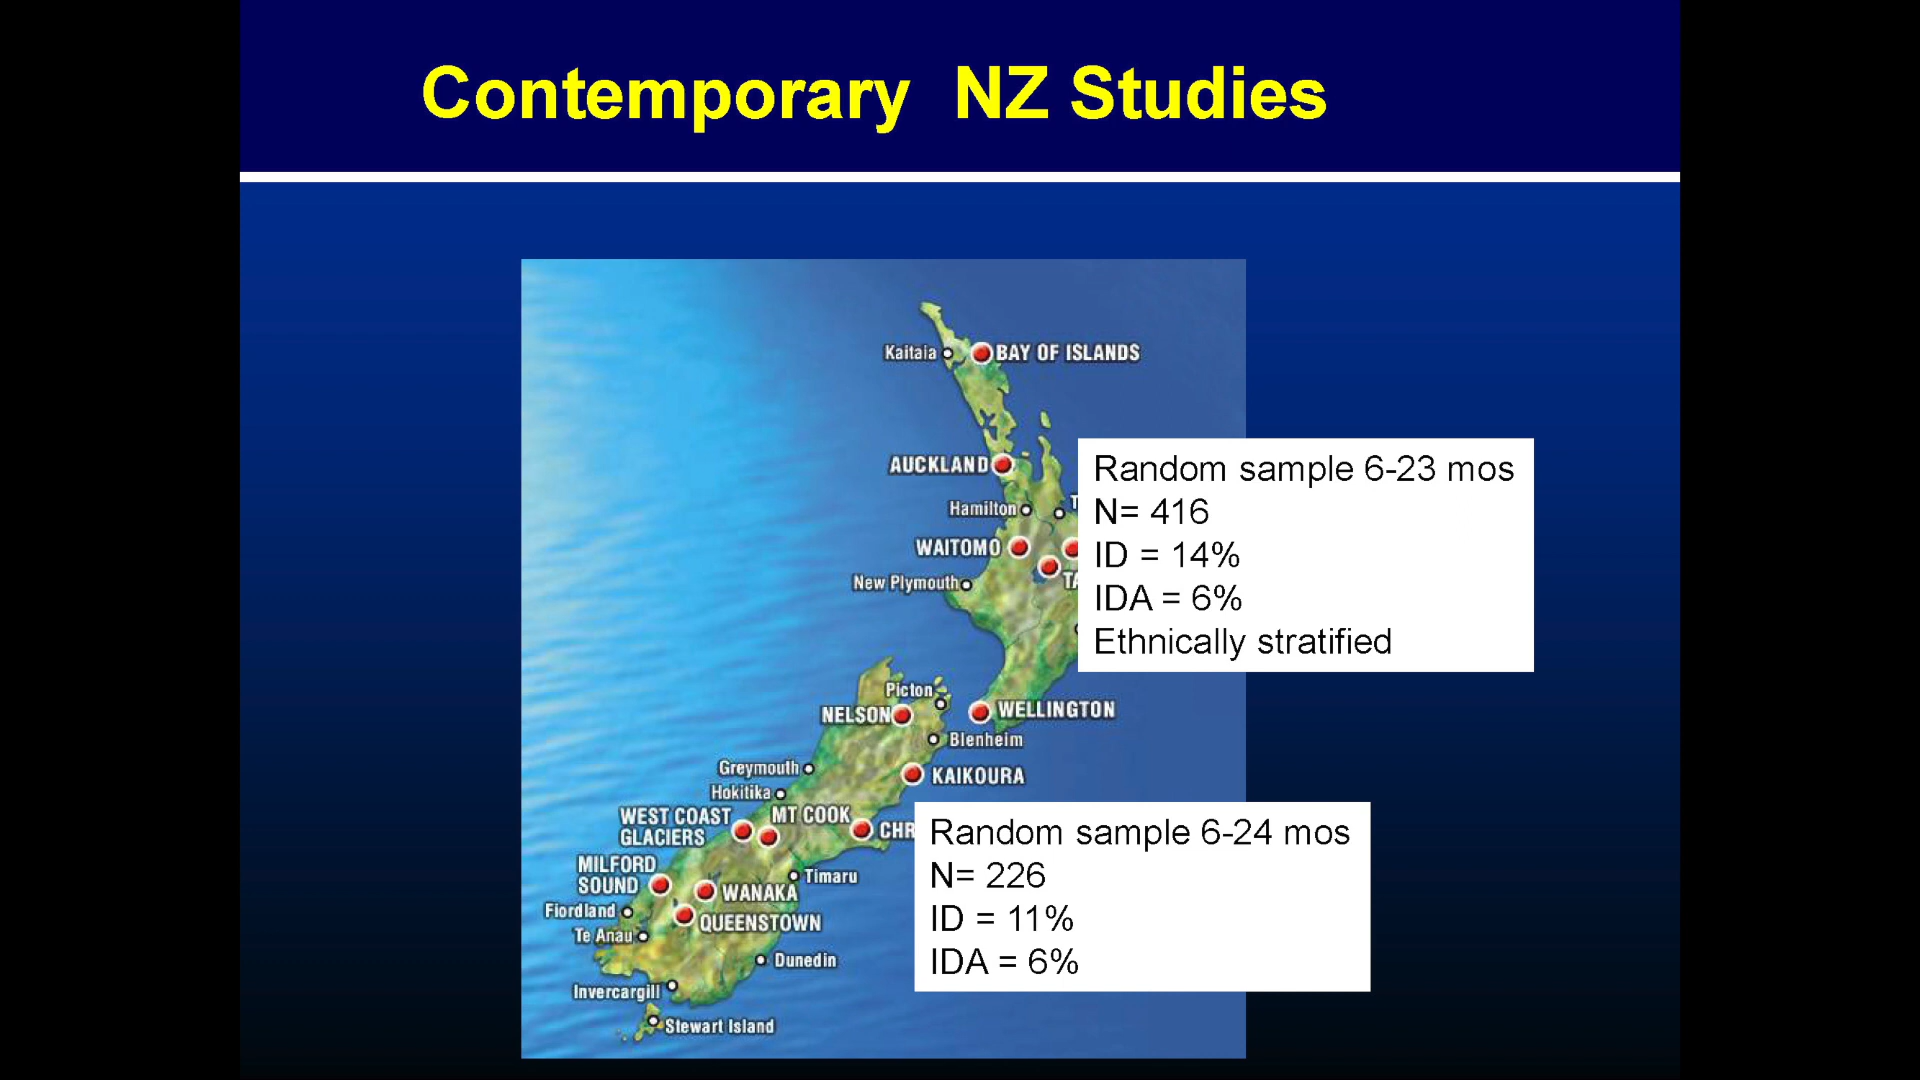 Contemporary NZ Studies
Kaitaia
BAY OF ISLANDS
AUCKLAND
Hamilton
WAITOMO
New Plymouth
Random sample 6-23 mos
N= 416
ID = 14%
IDA = 6%
Ethnically stratified
Picton
NELSON
WELLINGTON
Blenheim
Greymouth
KAIKOURA
Hokitika
WEST COAST
GLACIERS
MT COOK
CHR
MILFORD
SOUND
Timaru
WANAKA
Fiordland
QUEENSTOWN
Te Anau
Dunedin
Invercargill
Stewart Island
Random sample 6-24 mos
N= 226
ID = 11%
IDA = 6%